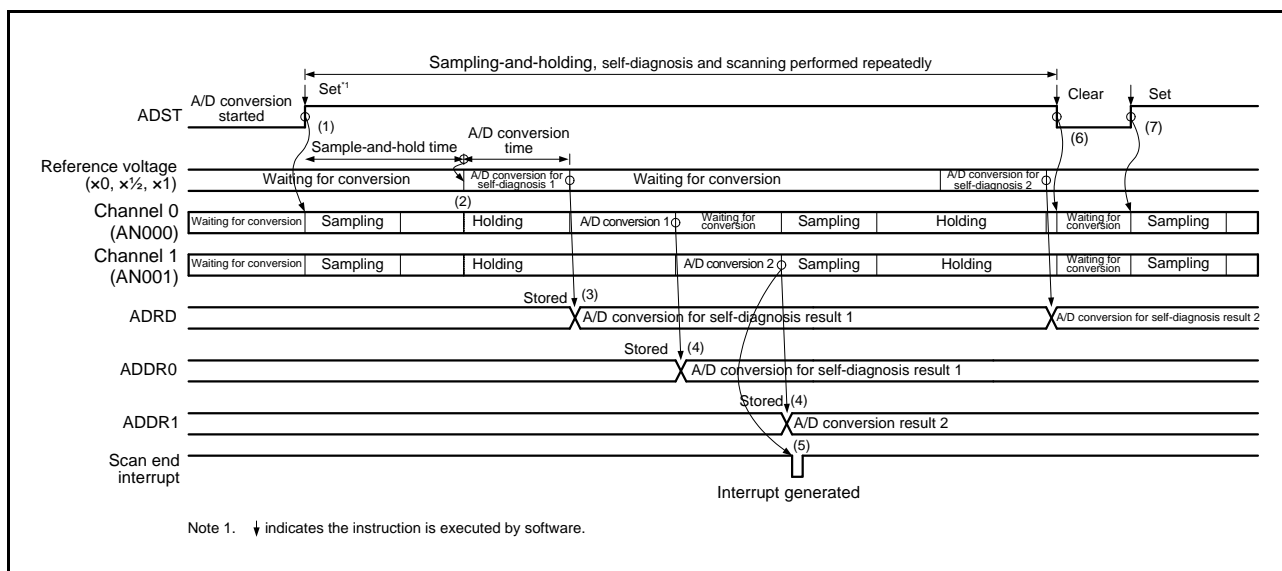 Sampling-and-holding, self-diagnosis and scanning performed repeatedly
ADST
A/D conversion
started
Set*1
(1)
Clear
(6)
Set
(7)
Sample-and-hold time
A/D conversion
time
Reference voltage
(×0, ×½, ×1)
Waiting for conversion
A/D conversion for
self-diagnosis 1
Waiting for conversion
A/D conversion for
self-diagnosis 2
(2)
Channel 0
(AN000)
Waiting for conversion
Sampling
Holding
A/D conversion 1
Waiting for
conversion
Sampling
Holding
Waiting for
conversion
Sampling
Channel 1
(AN001)
Waiting for conversion
Sampling
Holding
A/D conversion 2
Sampling
Holding
Waiting for
conversion
Sampling
ADRD
Stored
(3)
A/D conversion for self-diagnosis result 1
A/D conversion for self-diagnosis result 2
ADDR0
Stored
(4)
A/D conversion for self-diagnosis result 1
ADDR1
Stored
(4)
A/D conversion result 2
Scan end
interrupt
(5)
Interrupt generated
Note 1. indicates the instruction is executed by software.